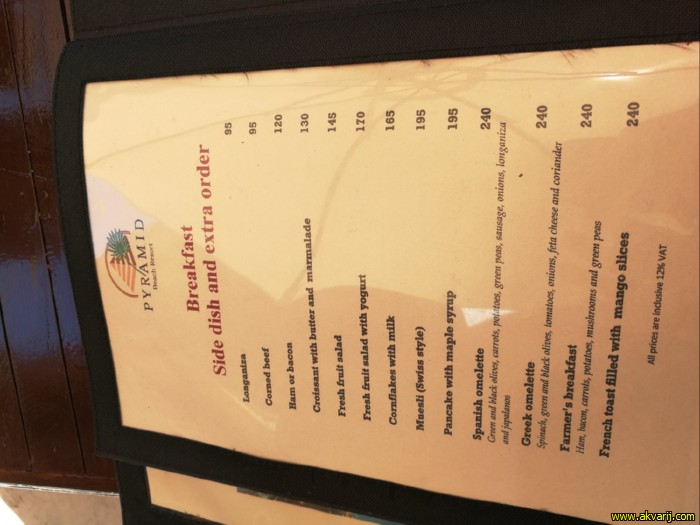 PYRAMID
Beach Resort
Breakfast
Side dish and extra order
Longaniza 95
Corned beef 95
Ham or bacon 120
Croissant with butter and marmalade 130
Fresh fruit salad 145
Fresh fruit salad with yogurt 170
Cornflakes with milk 165
Muesli (Swiss style) 195
Pancake with maple syrup 195
Spanish omelette 240
Green and black olives, carrots, potatoes, green peas, sausage, onions, longaniza
and japalanos
Greek omelette 240
Spinach, green and black olives, tomatoes, onions, feta cheese and coriander
Farmer's breakfast 240
Ham, bacon, carrots, potatoes, mushrooms and green peas
French toast filled with mango slices 240
All prices are inclusive 12% VAT
www.akvarij.com